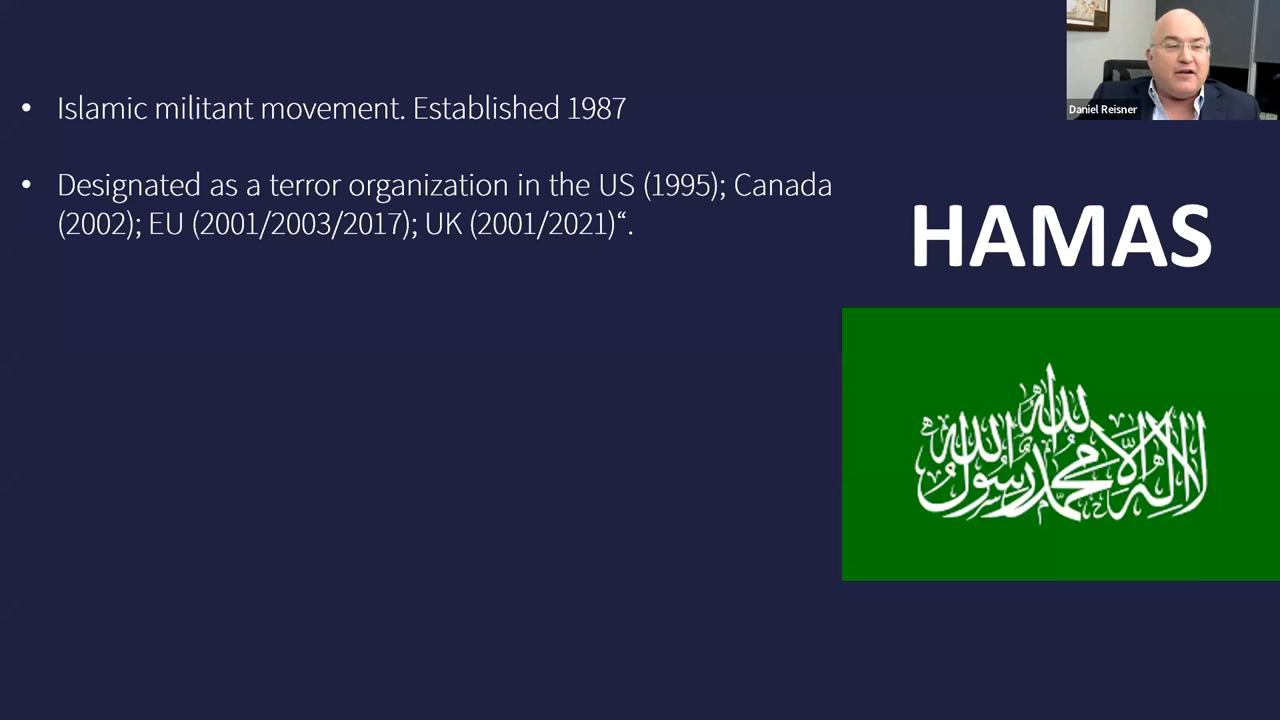 • Islamic militant movement. Established 1987
• Designated as a terror organization in the US (1995); Canada
(2002); EU (2001/2003/2017); UK (2001/2021)“.
Daniel Reisner
HAMAS
لا إله إلا الله محمد رسول الله